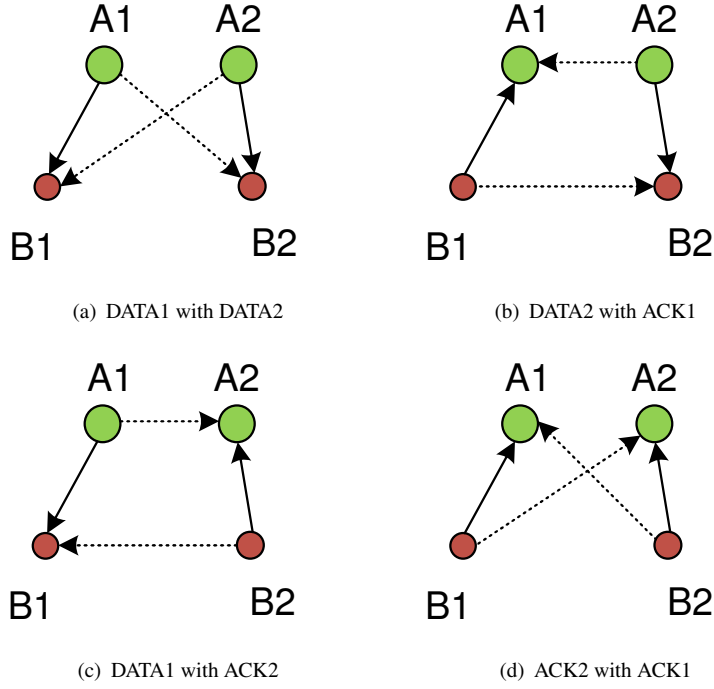 A1 A2
B1 B2
(a) DATA1 with DATA2
A1 A2
B1 B2
(b) DATA2 with ACK1
A1 A2
B1 B2
(c) DATA1 with ACK2
A1 A2
B1 B2
(d) ACK2 with ACK1